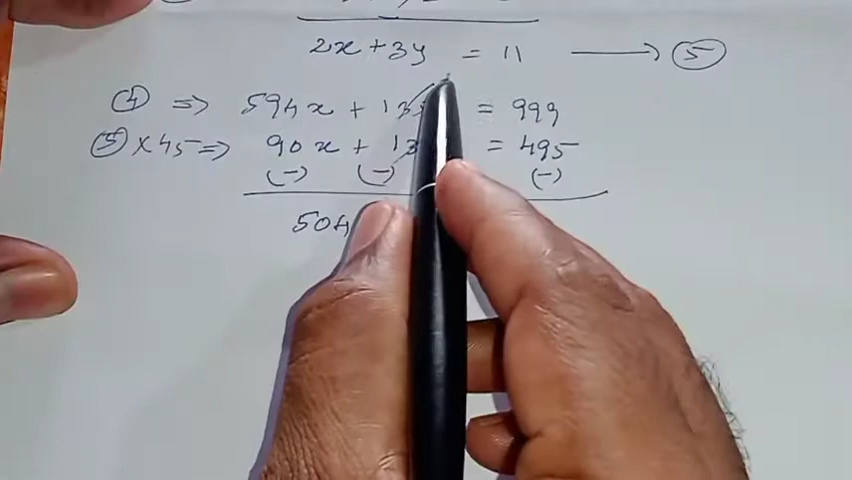 2x + 3y = 11 ⟶ ⑤
④ ⇒ 594x + 13 = 999
⑤ × 45 ⇒ 90x + 13 = 495
(−) (−) (−)
504